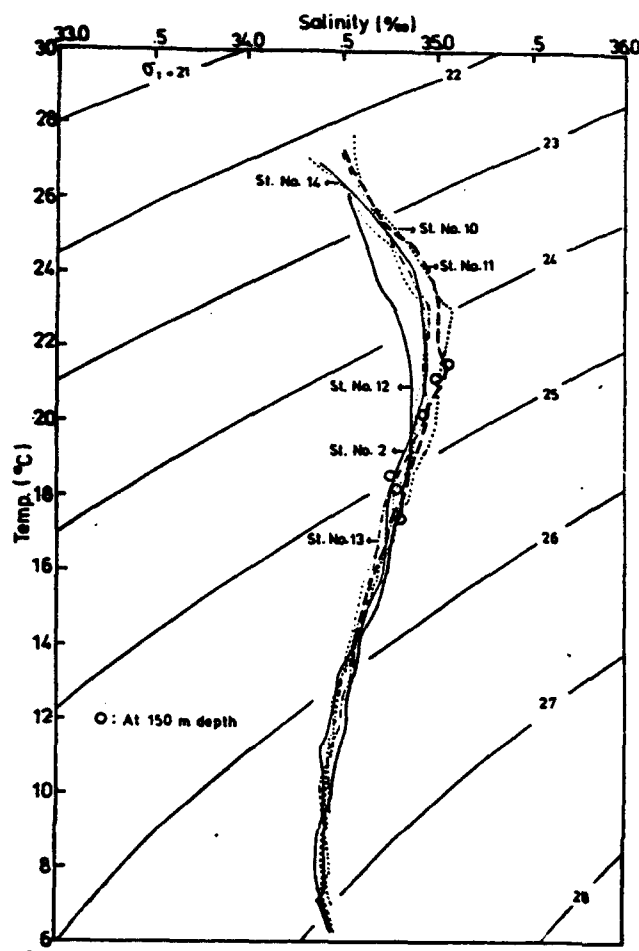 Salinity (‰)
33.0 .5 34.0 .5 35.0 .5 36.0
Temp. (°C)
30
28
26
24
22
20
18
16
14
12
10
8
6
σt = 21
22
23
24
25
26
27
28
St. No. 14
St. No. 10
St. No. 11
St. No. 12
St. No. 2
St. No. 13
O : At 150 m depth